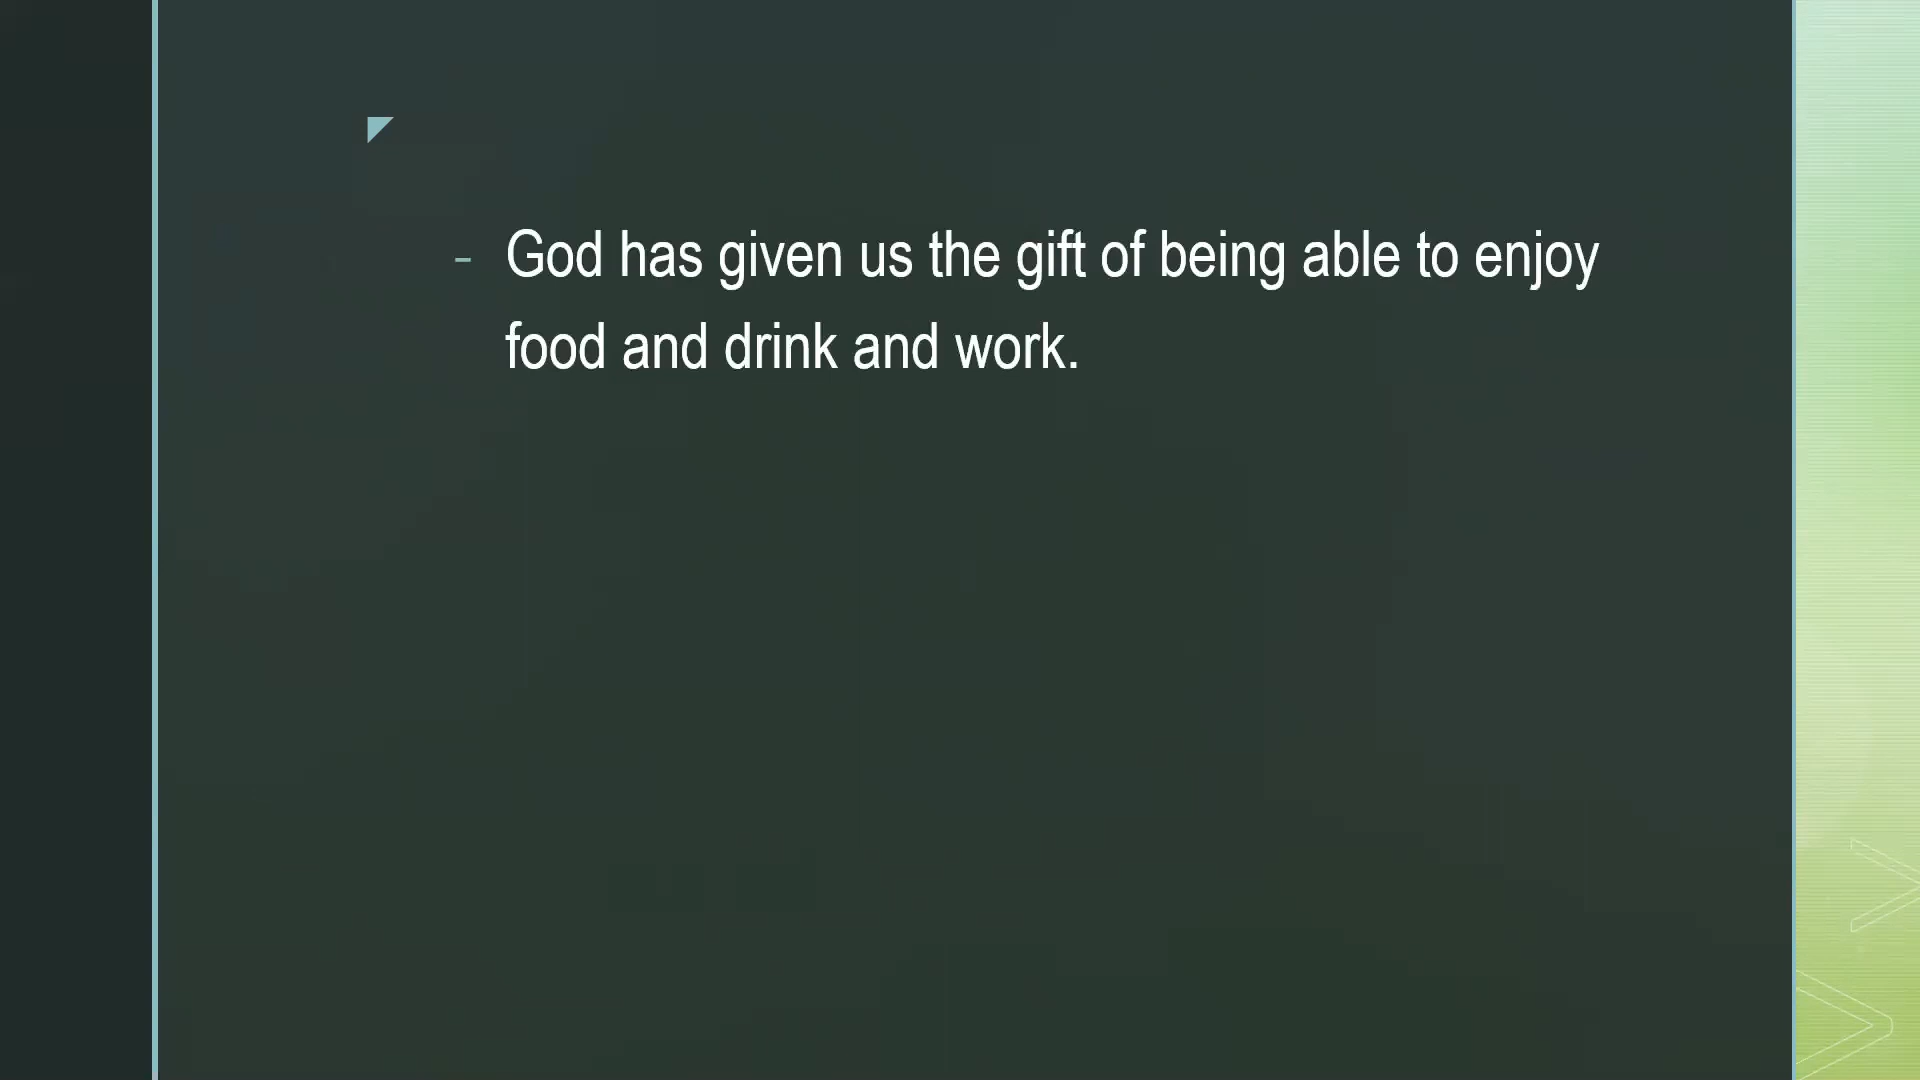 - God has given us the gift of being able to enjoy
food and drink and work.